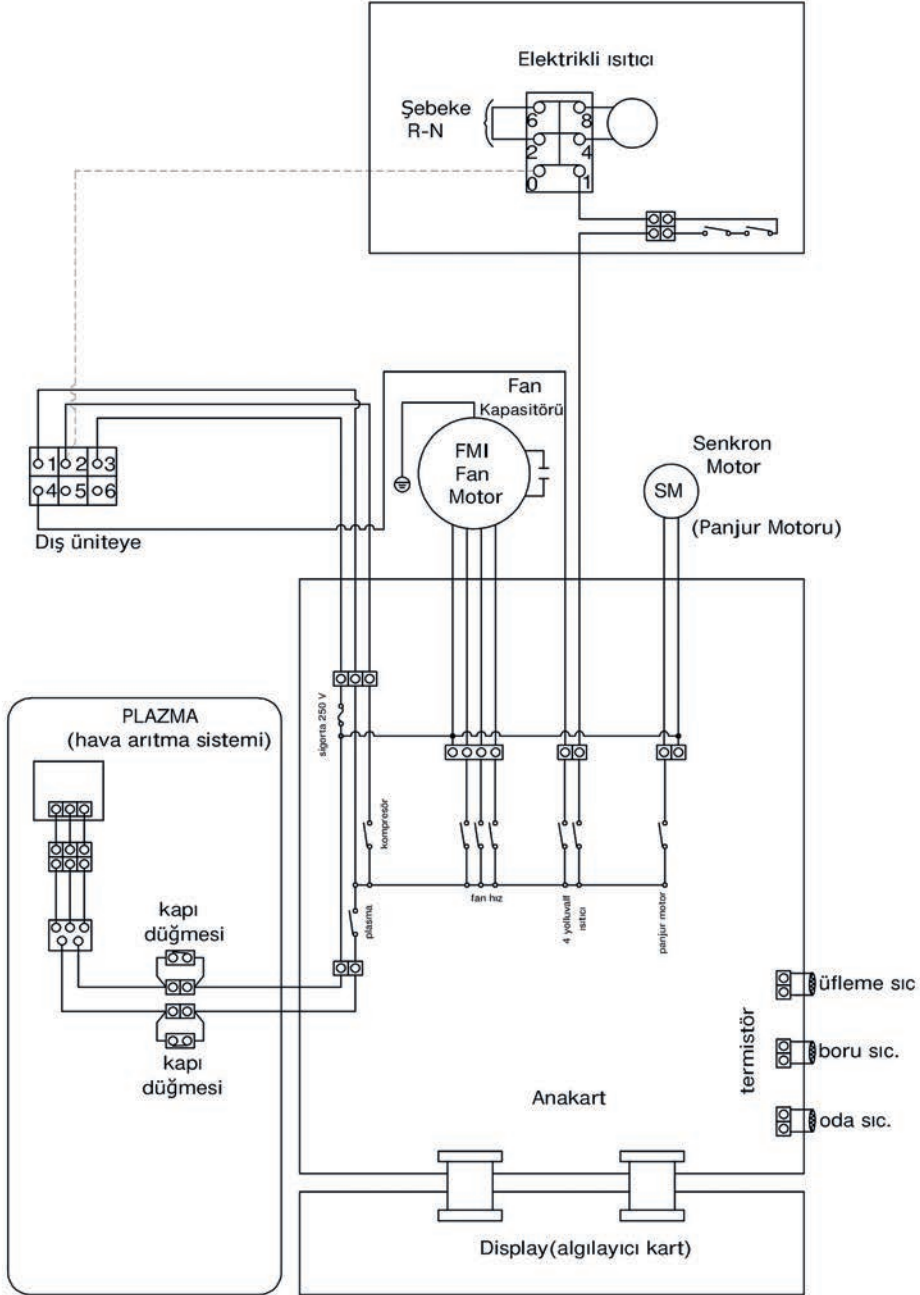 Elektrikli ısıtıcı
Şebeke
R-N
6 8
2 4
0 1
Fan
Kapasitörü
FMI
Fan
Motor
Senkron
Motor
SM
(Panjur Motoru)
1 2 3
4 5 6
Dış üniteye
PLAZMA
(hava arıtma sistemi)
sigorta 250 V
kompresör
plasma
fan hız
4 yolluvalf
ısıtıcı
panjur motor
kapı
düğmesi
kapı
düğmesi
termistör
üfleme sıc
boru sıc.
oda sıc.
Anakart
Display(algılayıcı kart)